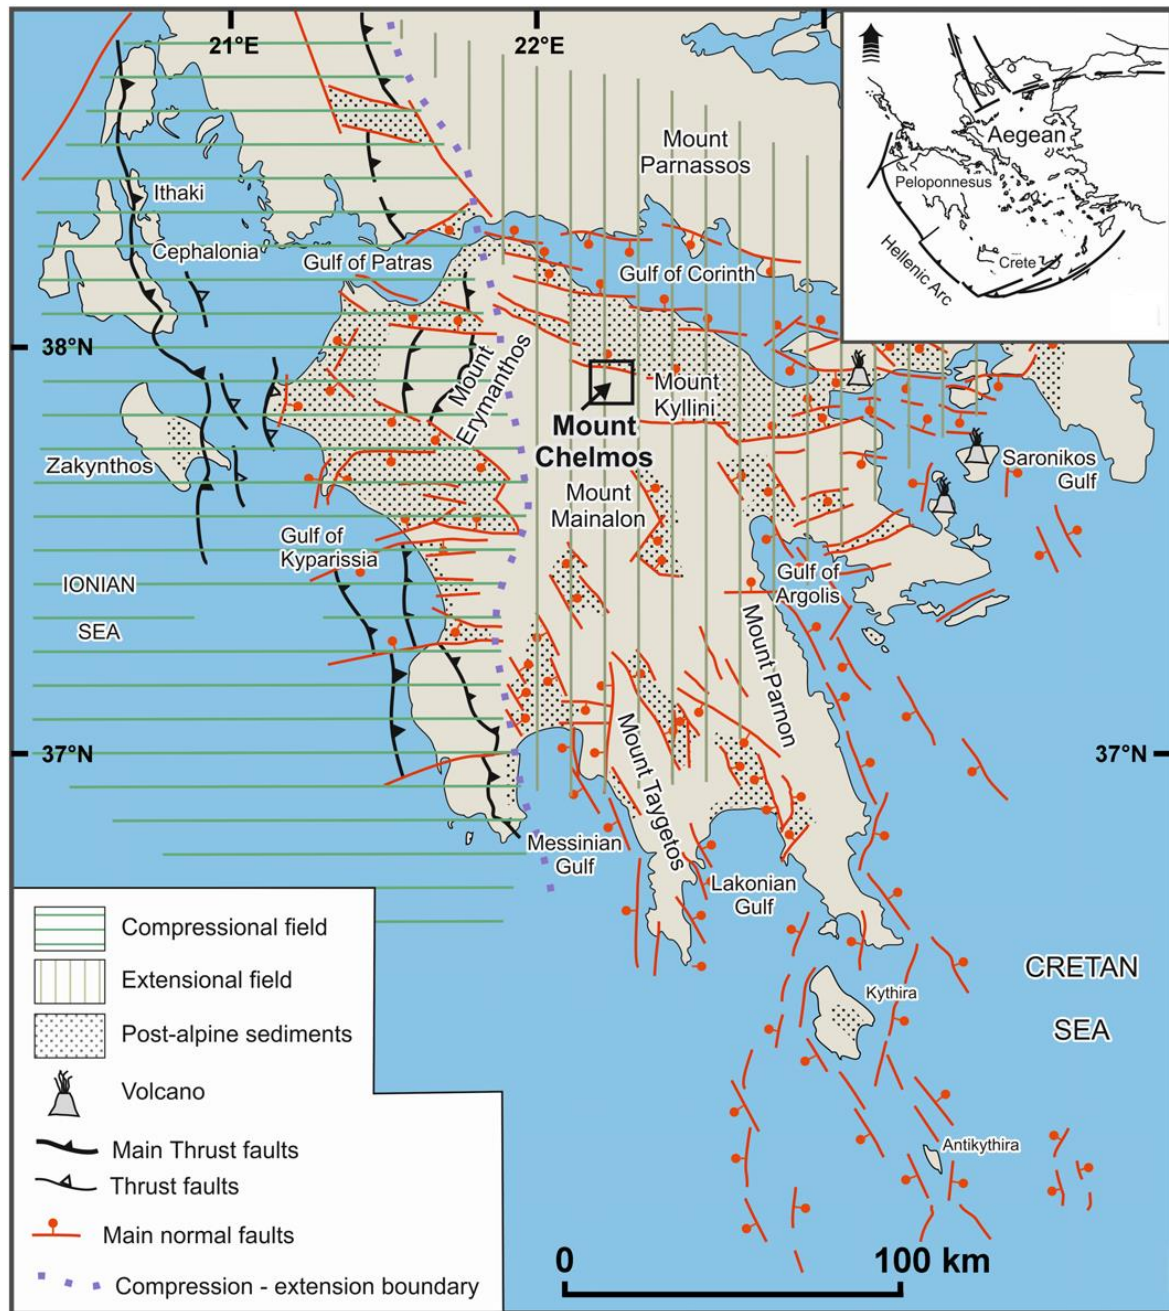 21°E
22°E
Aegean
Peloponnesus
Hellenic Arc
Crete
Mount
Parnassos
Ithaki
Cephalonia
Gulf of Patras
Gulf of Corinth
38°N
Mount
Erymanthos
Mount
Kyllini
Mount
Chelmos
Zakynthos
Saronikos
Gulf
Mount
Mainalon
Gulf of
Kyparissia
Gulf of
Argolis
IONIAN
SEA
Mount Parnon
37°N
37°N
Mount Taygetos
Messinian
Gulf
Lakonian
Gulf
CRETAN
SEA
Kythira
Antikythira
Compressional field
Extensional field
Post-alpine sediments
Volcano
Main Thrust faults
Thrust faults
Main normal faults
Compression - extension boundary
0
100 km